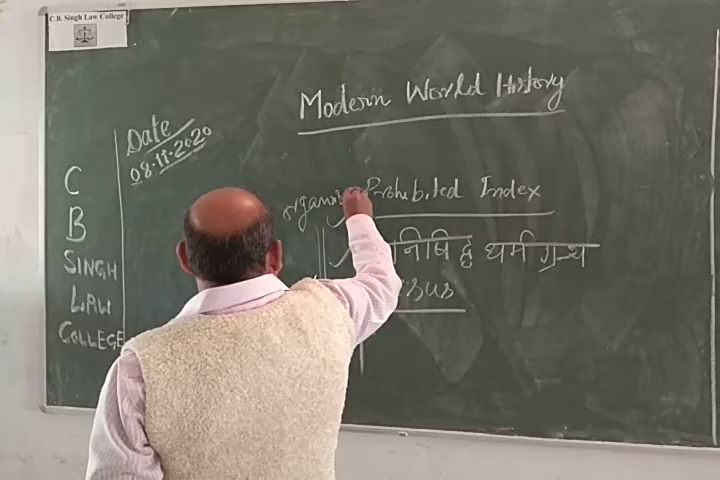 C.B. Singh Law College
Modern World History
Date
08.11.2020
C
B
SINGH
LAW
COLLEGE
Prohibited Index
धर्म ग्रन्थ